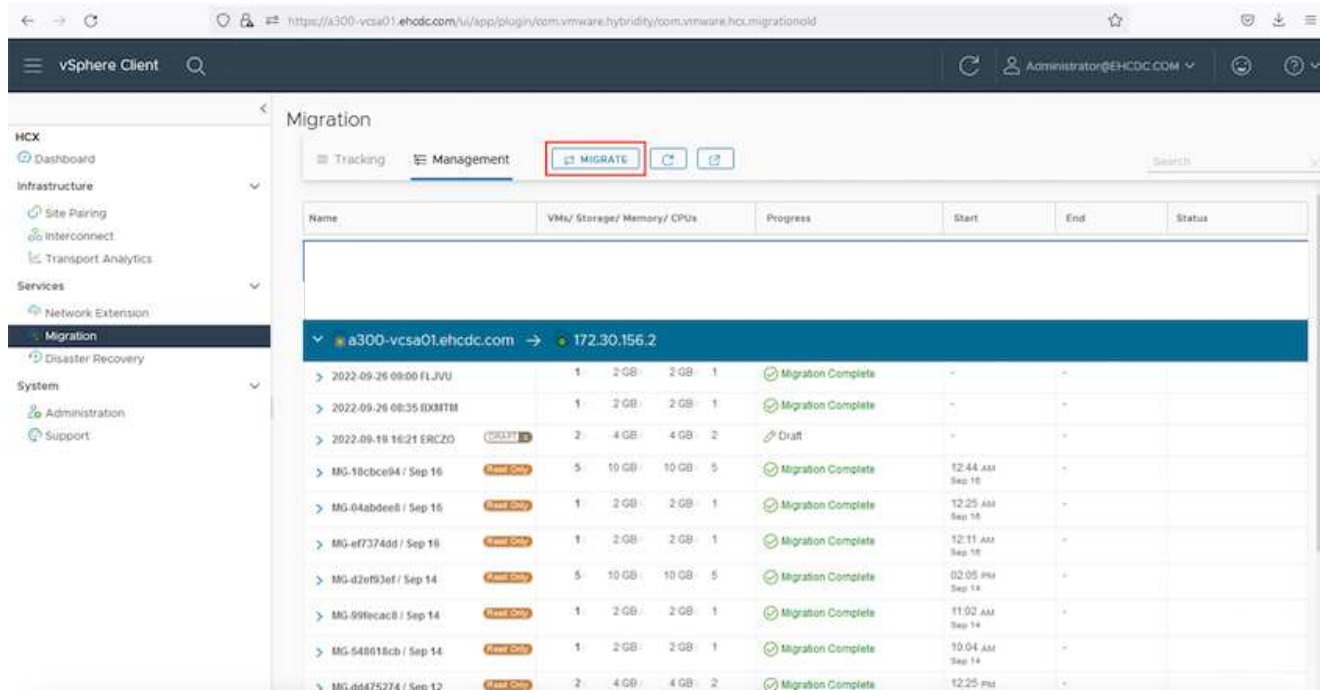 https://a300-vcsa01.ehcdc.com/ui/app/plugin/com.vmware.hybridity/com.vmware.hcx.migrationold
vSphere Client
Administrator@EHCDC.COM
Migration
HCX
Dashboard
Tracking Management MIGRATE Search
Infrastructure
Site Pairing
Interconnect
Transport Analytics
Services
Network Extension
Migration
Disaster Recovery
System
Administration
Support
Name VMs/ Storage/ Memory/ CPUs Progress Start End Status
a300-vcsa01.ehcdc.com → 172.30.156.2
2022-09-26 09:00 FLJVU 1 2 GB 2 GB 1 Migration Complete - -
2022-09-26 08:35 BXMTM 1 2 GB 2 GB 1 Migration Complete - -
2022-09-19 16:21 ERCZO DRAFT 2 4 GB 4 GB 2 Draft - -
MG-18cbce94 / Sep 16 Read Only 5 10 GB 10 GB 5 Migration Complete 12:44 AM -
Sep 16
MG-04abdee8 / Sep 16 Read Only 1 2 GB 2 GB 1 Migration Complete 12:25 AM -
Sep 16
MG-ef7374dd / Sep 16 Read Only 1 2 GB 2 GB 1 Migration Complete 12:11 AM -
Sep 16
MG-d2ef93ef / Sep 14 Read Only 5 10 GB 10 GB 5 Migration Complete 02:05 PM -
Sep 14
MG-99fecac8 / Sep 14 Read Only 1 2 GB 2 GB 1 Migration Complete 11:02 AM -
Sep 14
MG-548618cb / Sep 14 Read Only 1 2 GB 2 GB 1 Migration Complete 10:04 AM -
Sep 14
MG-dd475274 / Sep 12 Read Only 2 4 GB 4 GB 2 Migration Complete 12:25 PM -